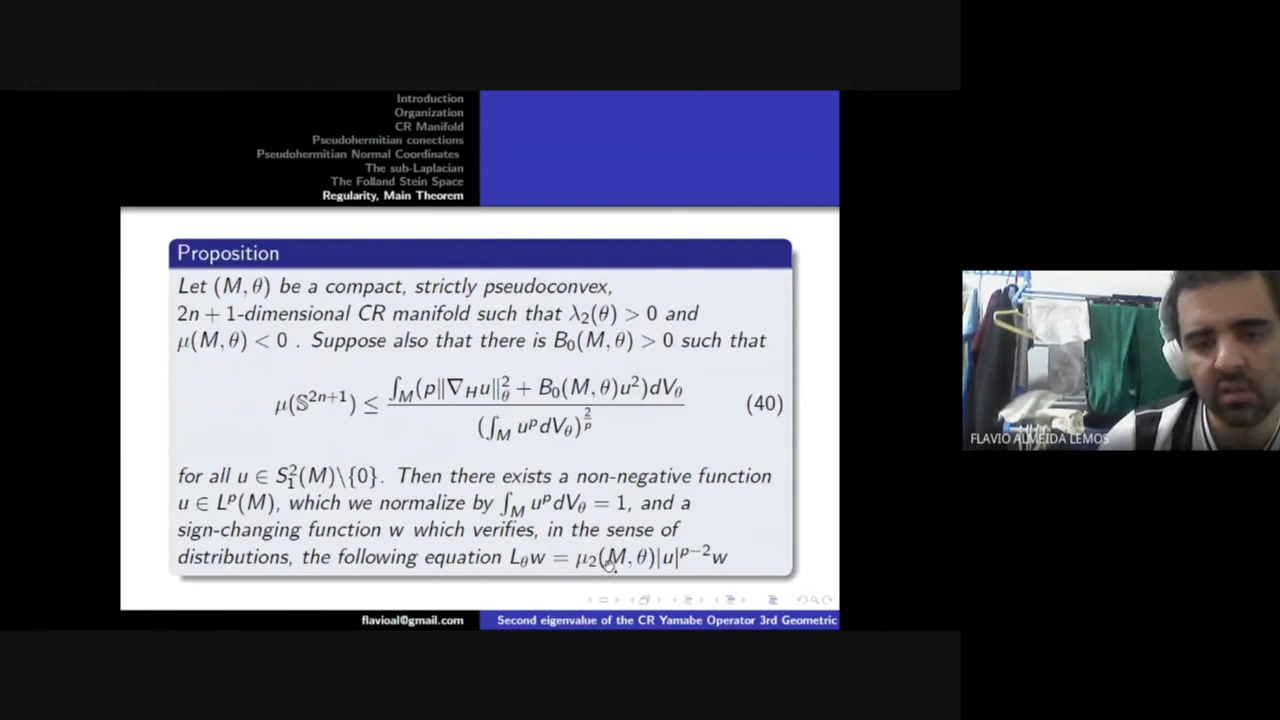 Introduction
Organization
CR Manifold
Pseudohermitian conections
Pseudohermitian Normal Coordinates
The sub-Laplacian
The Folland Stein Space
Regularity, Main Theorem
Proposition
Let (M, θ) be a compact, strictly pseudoconvex,
2n + 1-dimensional CR manifold such that λ₂(θ) > 0 and
μ(M, θ) < 0 . Suppose also that there is B₀(M, θ) > 0 such that
μ(𝕊²ⁿ⁺¹) ≤ ∫_M(p‖∇_H u‖²_θ + B₀(M, θ)u²)dV_θ / (∫_M uᵖdV_θ)^{2/p} (40)
for all u ∈ S₁²(M)\{0}. Then there exists a non-negative function
u ∈ Lᵖ(M), which we normalize by ∫_M uᵖdV_θ = 1, and a
sign-changing function w which verifies, in the sense of
distributions, the following equation L_θw = μ₂(M, θ)|u|ᵖ⁻²w
flavioal@gmail.com
Second eigenvalue of the CR Yamabe Operator 3rd Geometric
FLAVIO ALMEIDA LEMOS